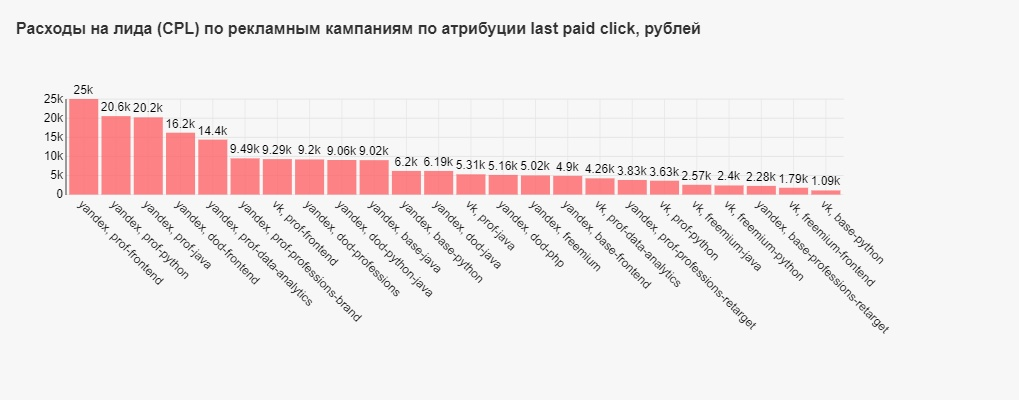 Расходы на лида (CPL) по рекламным кампаниям по атрибуции last paid click, рублей
25k
20k
15k
10k
5k
0
25k
20.6k
20.2k
16.2k
14.4k
9.49k
9.29k
9.2k
9.06k
9.02k
6.2k
6.19k
5.31k
5.16k
5.02k
4.9k
4.26k
3.83k
3.63k
2.57k
2.4k
2.28k
1.79k
1.09k
yandex, prof-frontend
yandex, prof-python
yandex, prof-java
yandex, dod-frontend
yandex, prof-data-analytics
yandex, prof-professions-brand
vk, prof-frontend
yandex, dod-professions
yandex, dod-python-java
yandex, base-java
yandex, base-python
yandex, dod-java
vk, prof-java
yandex, dod-php
yandex, freemium
yandex, base-frontend
vk, prof-data-analytics
yandex, prof-professions-retarget
vk, prof-python
vk, freemium-java
vk, freemium-python
yandex, base-professions-retarget
vk, freemium-frontend
vk, base-python